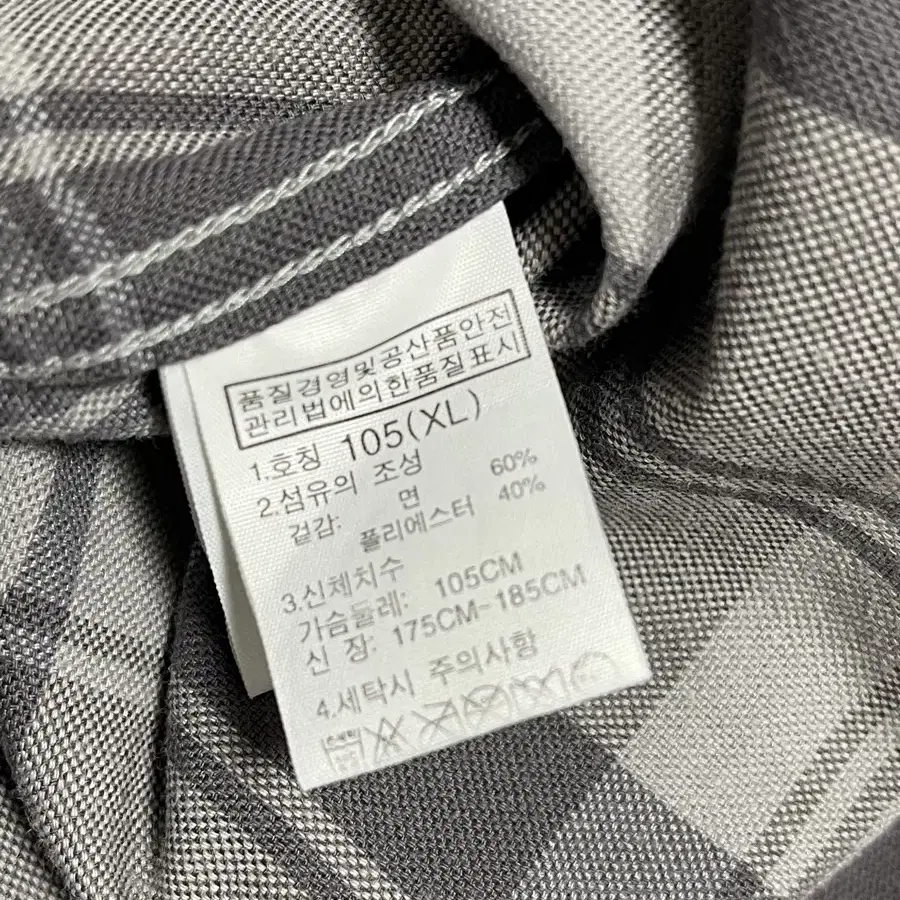 품질경영및공산품안전
관리법에의한품질표시
1.호칭 105(XL)
2.섬유의 조성
겉감: 면 60%
폴리에스터 40%
3.신체치수
가슴둘레: 105CM
신 장: 175CM~185CM
4.세탁시 주의사항